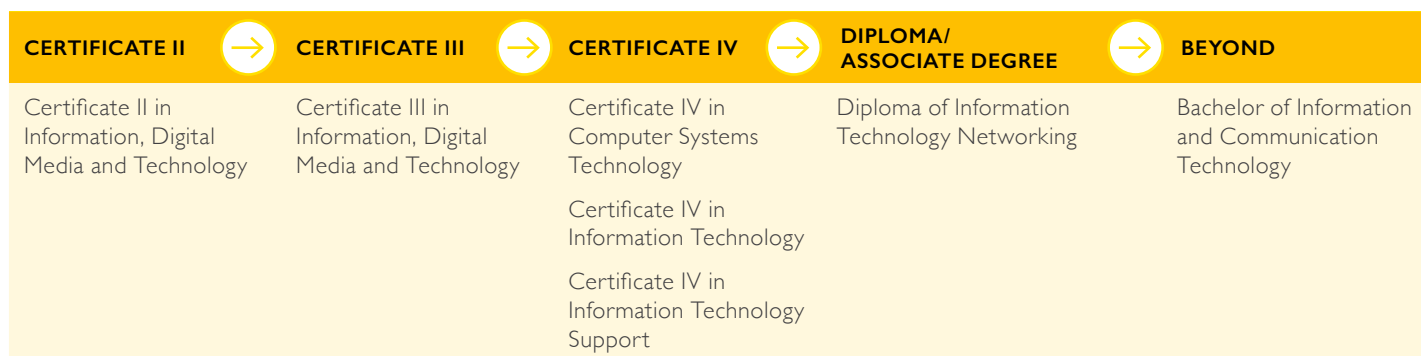 CERTIFICATE II
CERTIFICATE III
CERTIFICATE IV
DIPLOMA/
ASSOCIATE DEGREE
BEYOND
Certificate II in
Information, Digital
Media and Technology
Certificate III in
Information, Digital
Media and Technology
Certificate IV in
Computer Systems
Technology
Certificate IV in
Information Technology
Certificate IV in
Information Technology
Support
Diploma of Information
Technology Networking
Bachelor of Information
and Communication
Technology